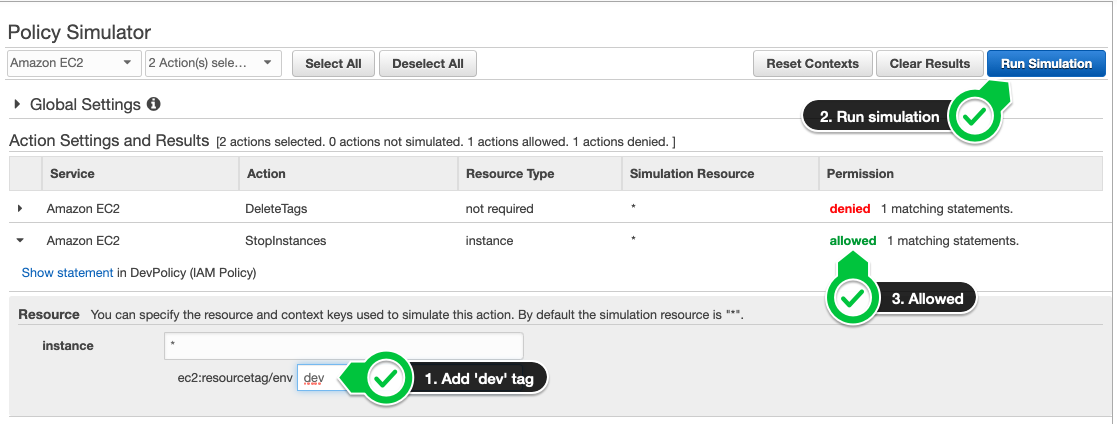 Policy Simulator
Amazon EC2 2 Action(s) sele... Select All Deselect All Reset Contexts Clear Results Run Simulation
Global Settings
2. Run simulation
Action Settings and Results [2 actions selected. 0 actions not simulated. 1 actions allowed. 1 actions denied. ]
Service Action Resource Type Simulation Resource Permission
Amazon EC2 DeleteTags not required * denied 1 matching statements.
Amazon EC2 StopInstances instance * allowed 1 matching statements.
Show statement in DevPolicy (IAM Policy)
3. Allowed
Resource You can specify the resource and context keys used to simulate this action. By default the simulation resource is "*".
instance *
ec2:resourcetag/env dev 1. Add 'dev' tag